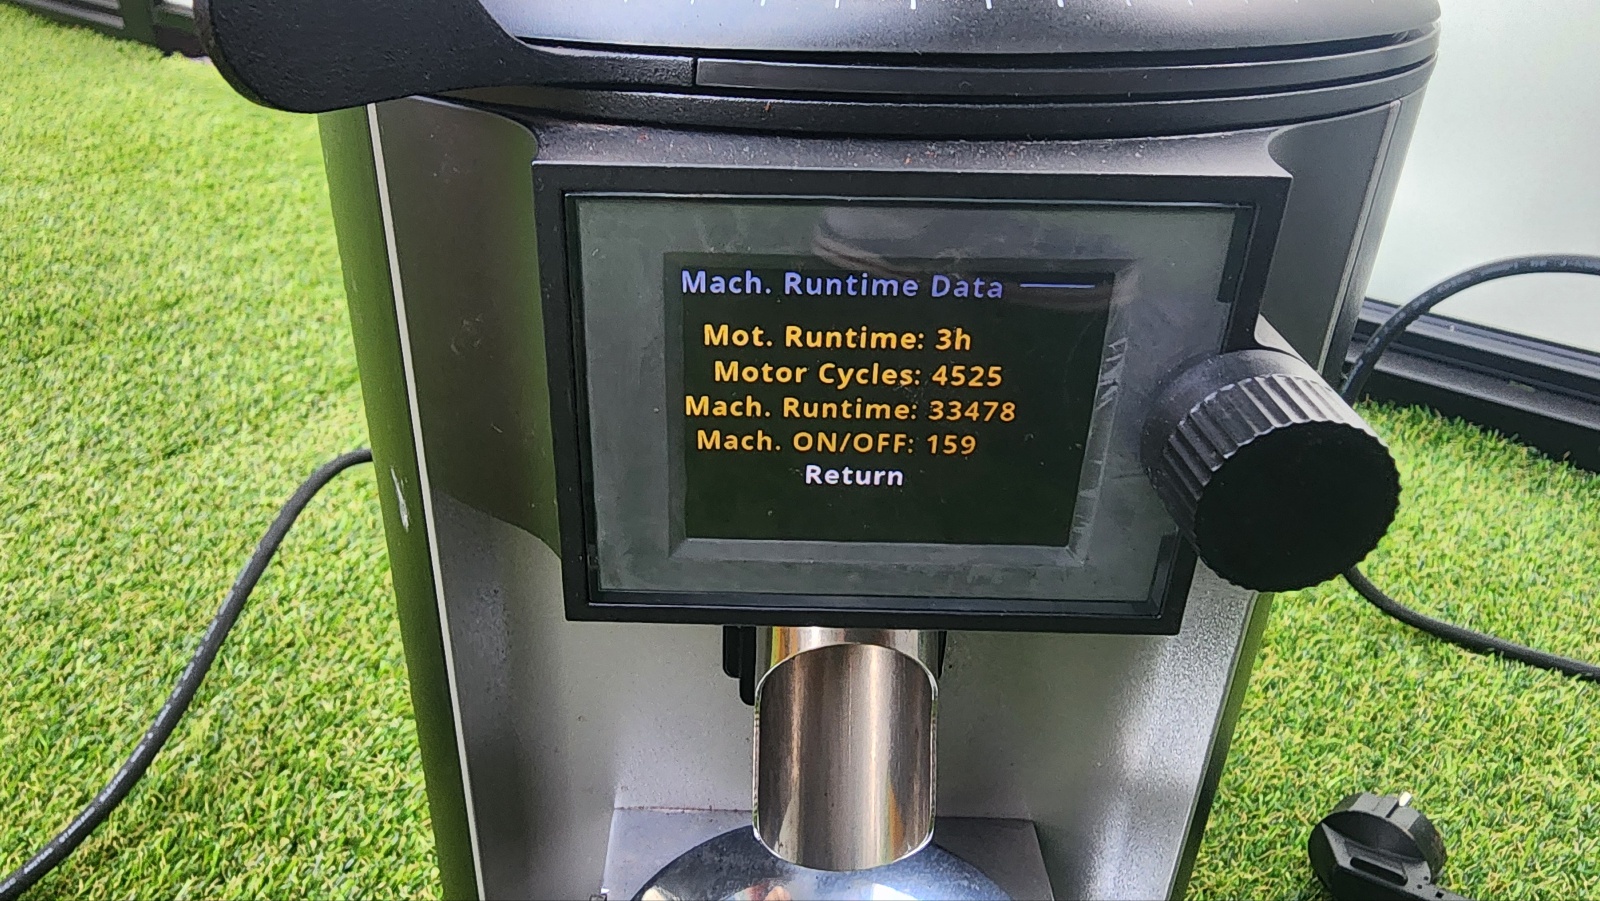 Mach. Runtime Data
Mot. Runtime: 3h
Motor Cycles: 4525
Mach. Runtime: 33478
Mach. ON/OFF: 159
Return